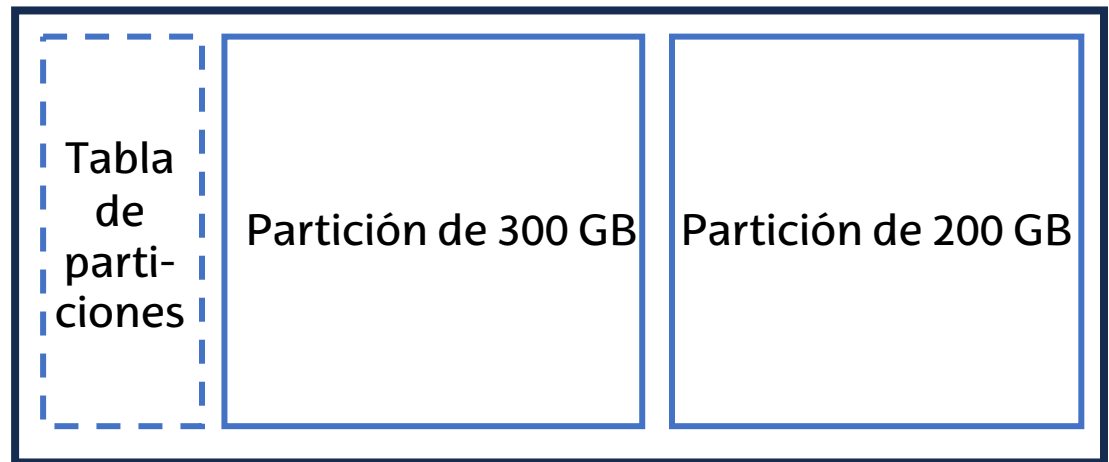 Tabla
de
parti-
ciones
Partición de 300 GB
Partición de 200 GB